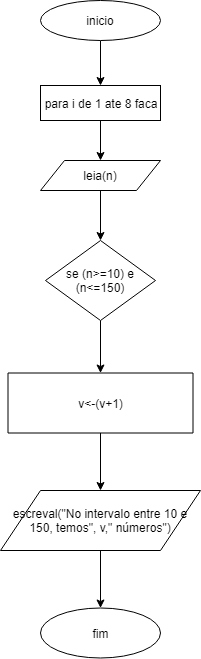 inicio
para i de 1 ate 8 faca
leia(n)
se (n>=10) e
(n<=150)
v<-(v+1)
escreval("No intervalo entre 10 e
150, temos", v," números")
fim